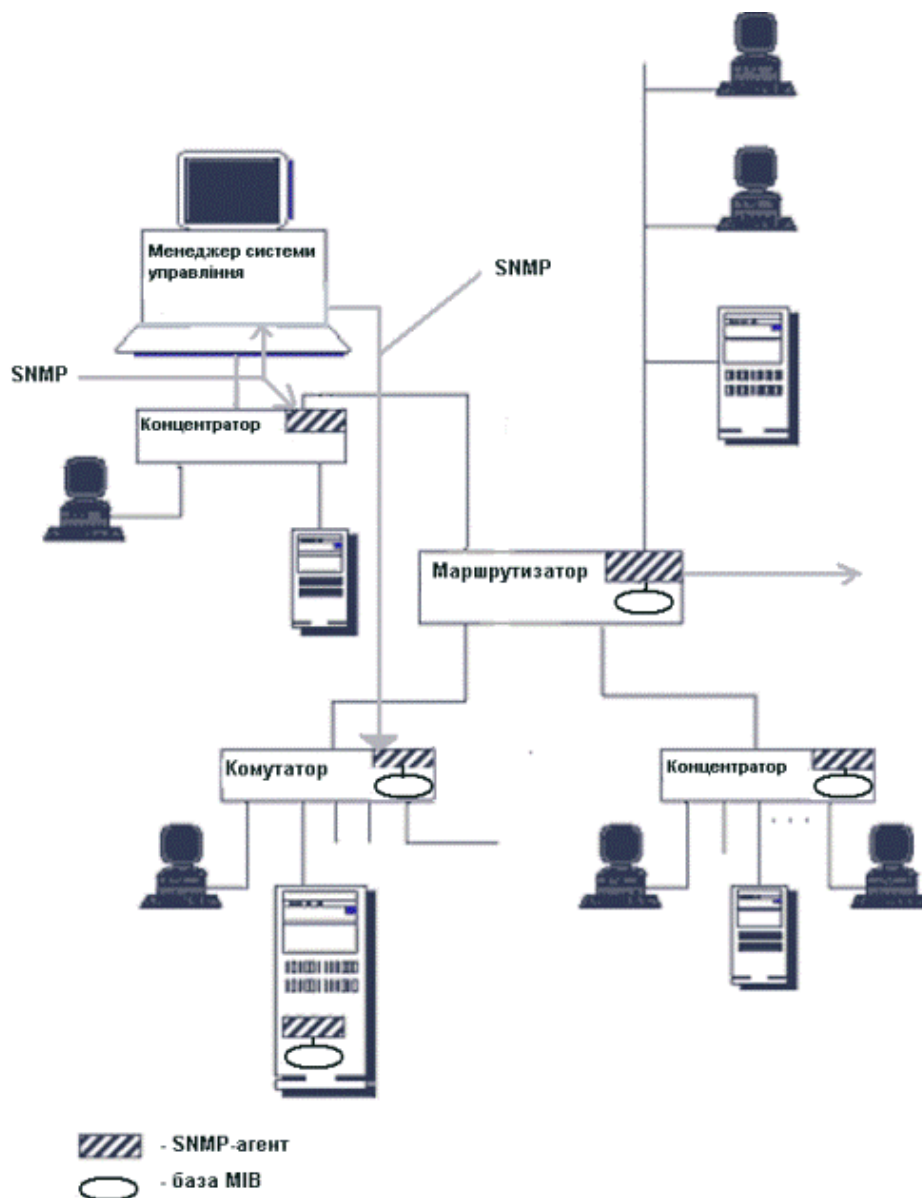 Менеджер системи
управління
SNMP
SNMP
Концентратор
Маршрутизатор
Комутатор
Концентратор
- SNMP-агент
- база MIB